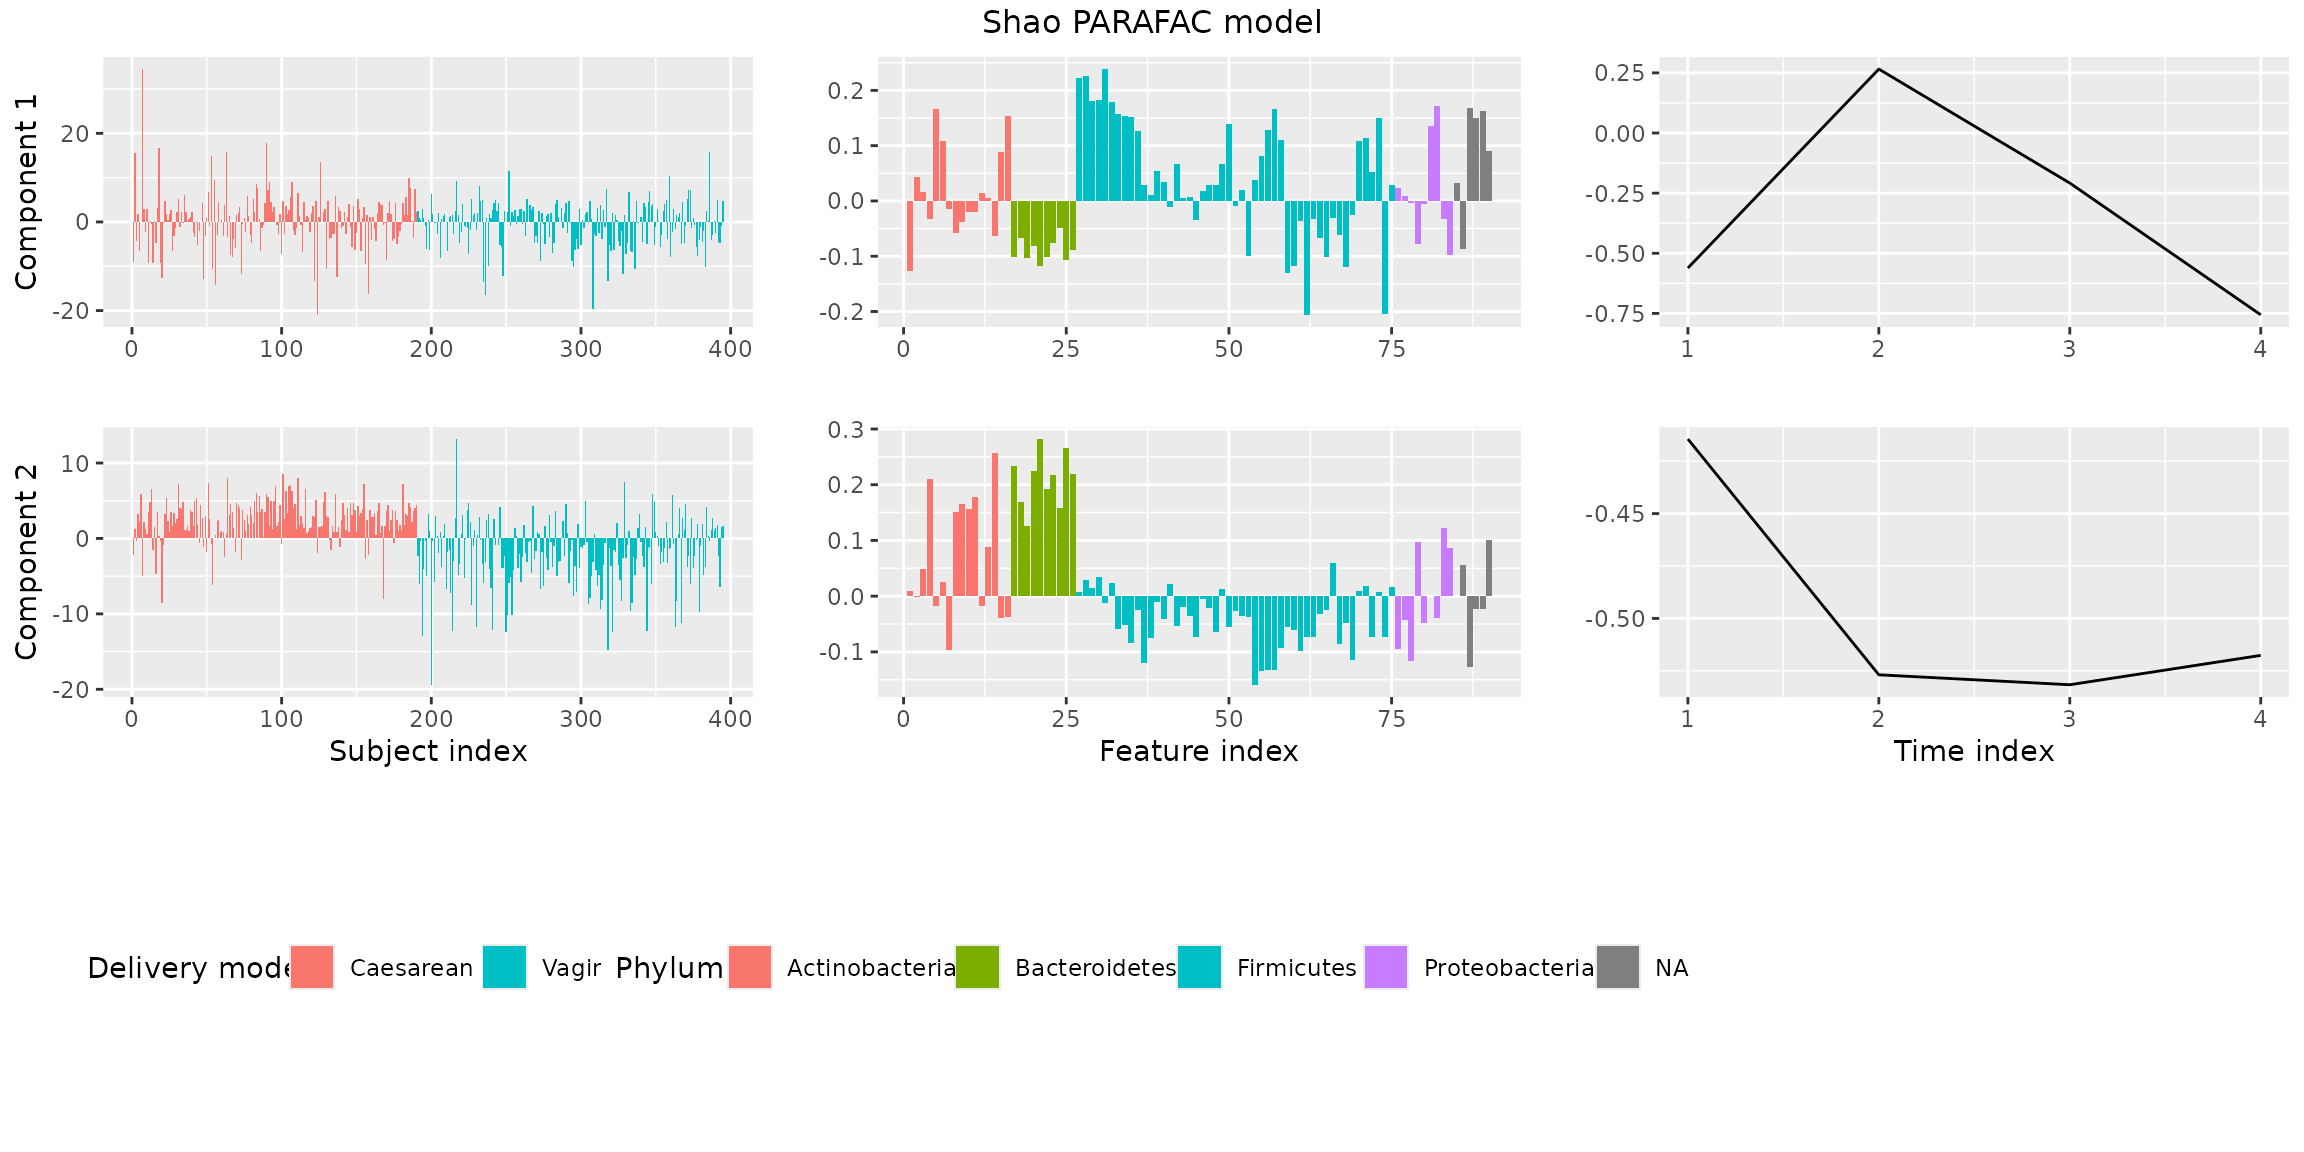 Shao PARAFAC model
Component 1
20
0
-20
0 100 200 300 400
0.2
0.1
0.0
-0.1
-0.2
0 25 50 75
0.25
0.00
-0.25
-0.50
-0.75
1 2 3 4
Component 2
10
0
-10
-20
0 100 200 300 400
Subject index
0.3
0.2
0.1
0.0
-0.1
0 25 50 75
Feature index
-0.45
-0.50
1 2 3 4
Time index
Delivery mode Caesarean Vagir Phylum Actinobacteria Bacteroidetes Firmicutes Proteobacteria NA